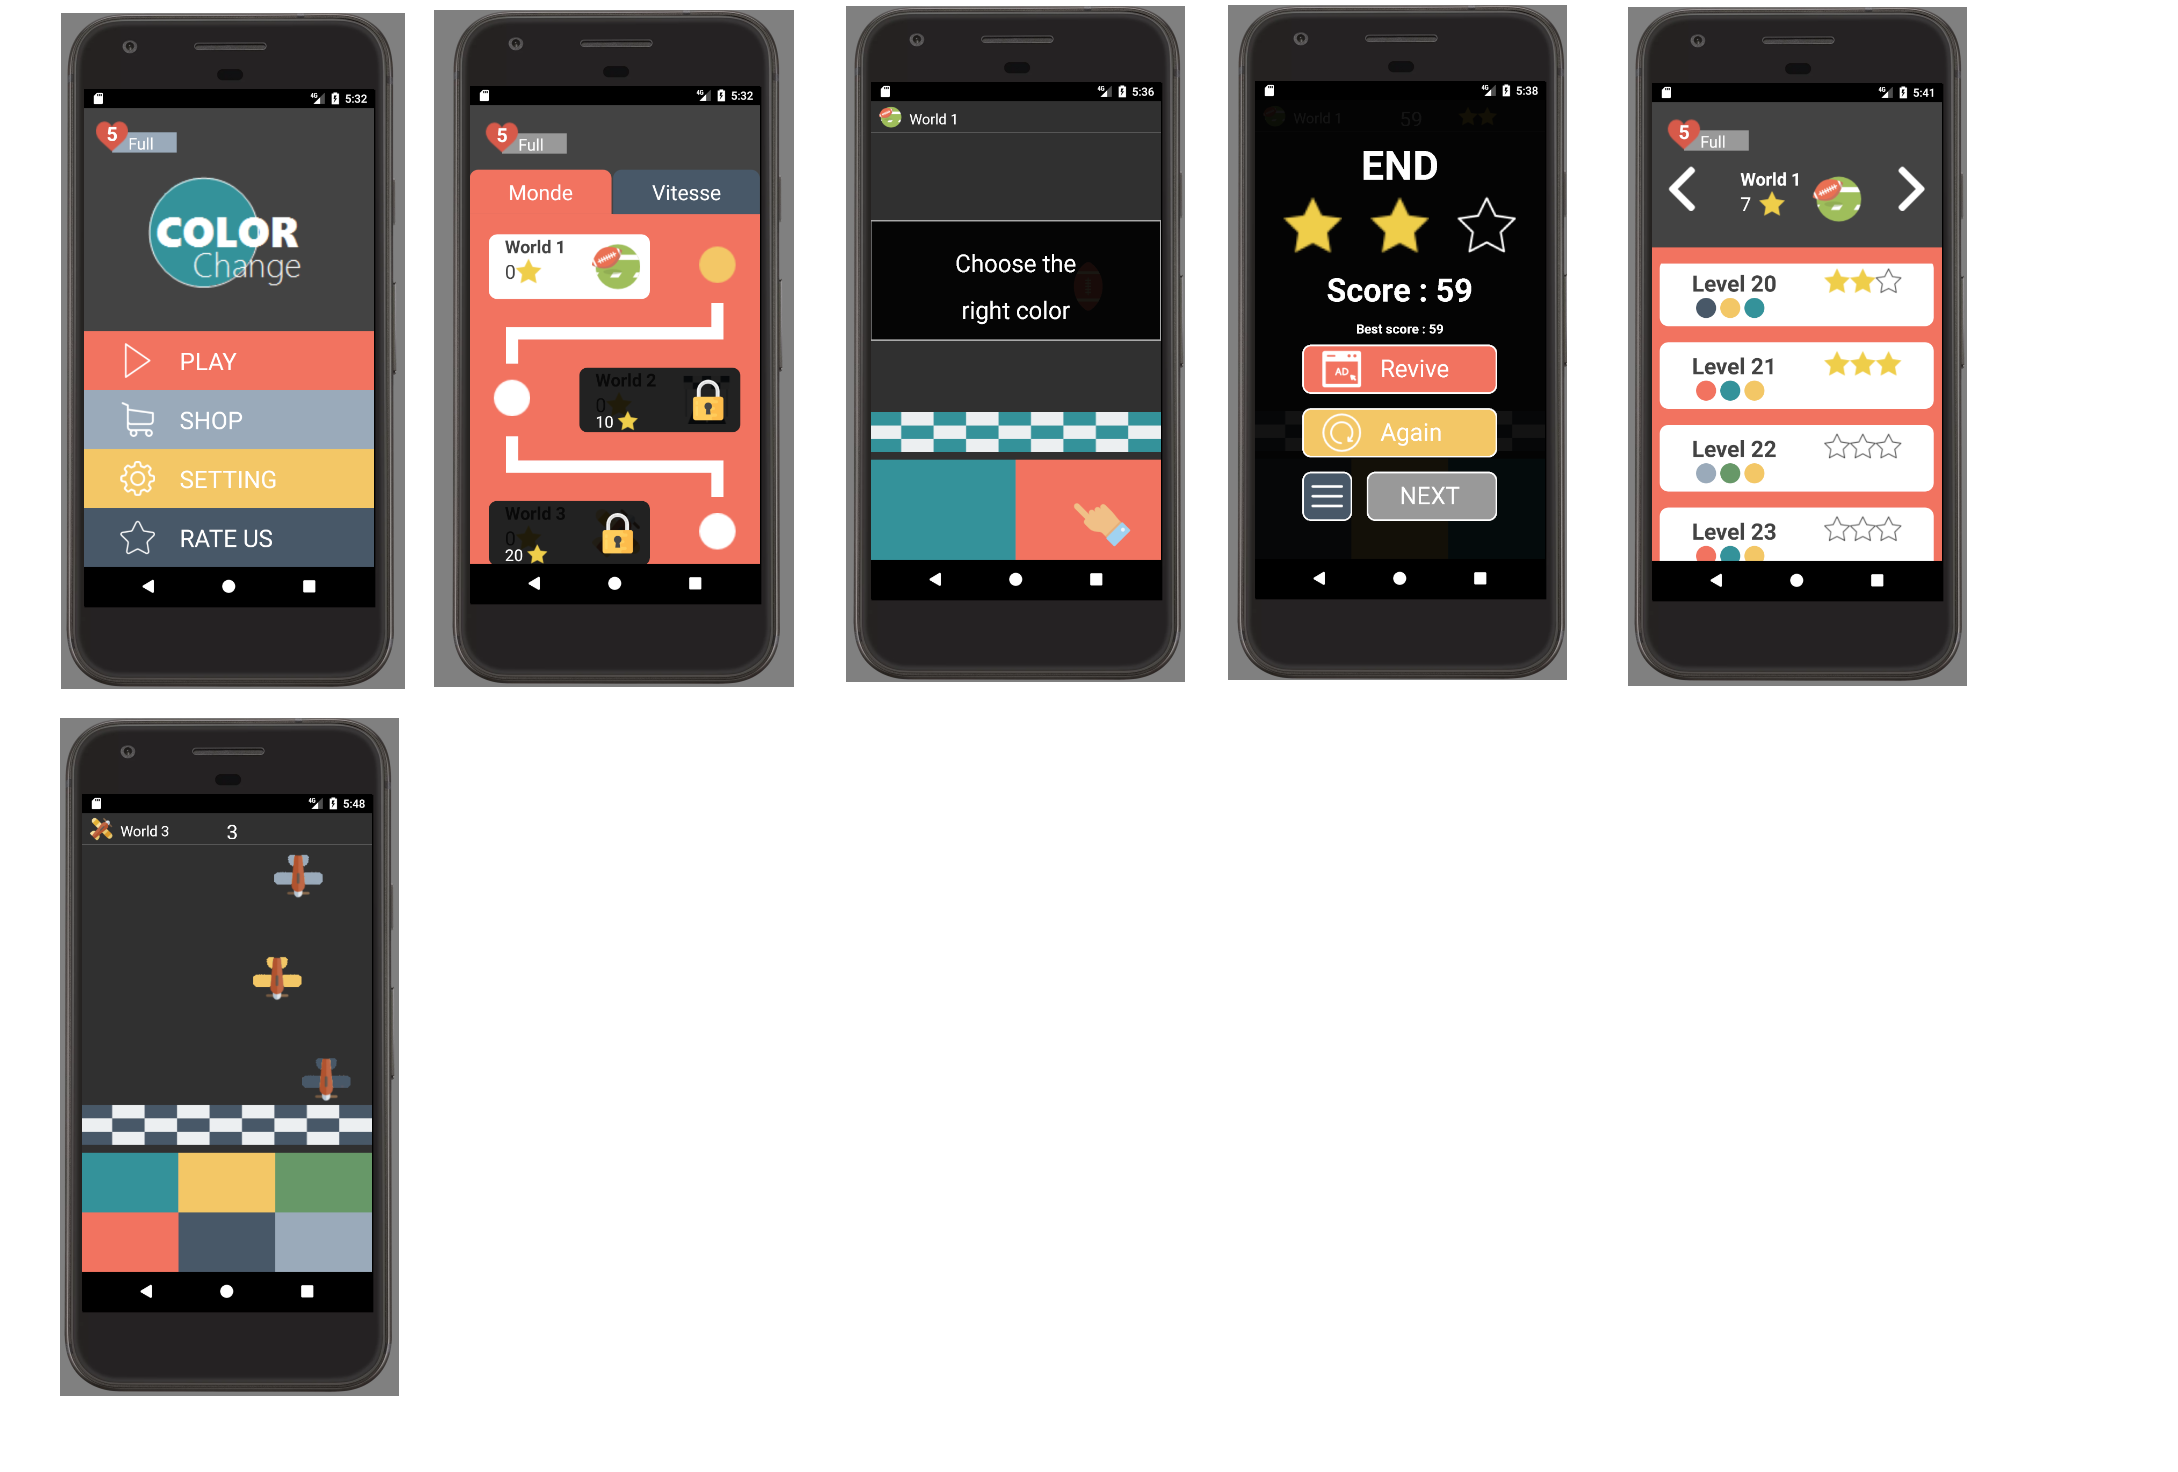 5:32
5
Full
COLOR
Change
PLAY
SHOP
SETTING
RATE US
5:32
5
Full
Monde
Vitesse
World 1
0
World 2
0
10
World 3
0
20
5:36
World 1
Choose the
right color
5:38
World 1
59
END
Score : 59
Best score : 59
AD
Revive
Again
NEXT
5:41
5
Full
World 1
7
Level 20
Level 21
Level 22
Level 23
5:48
World 3
3